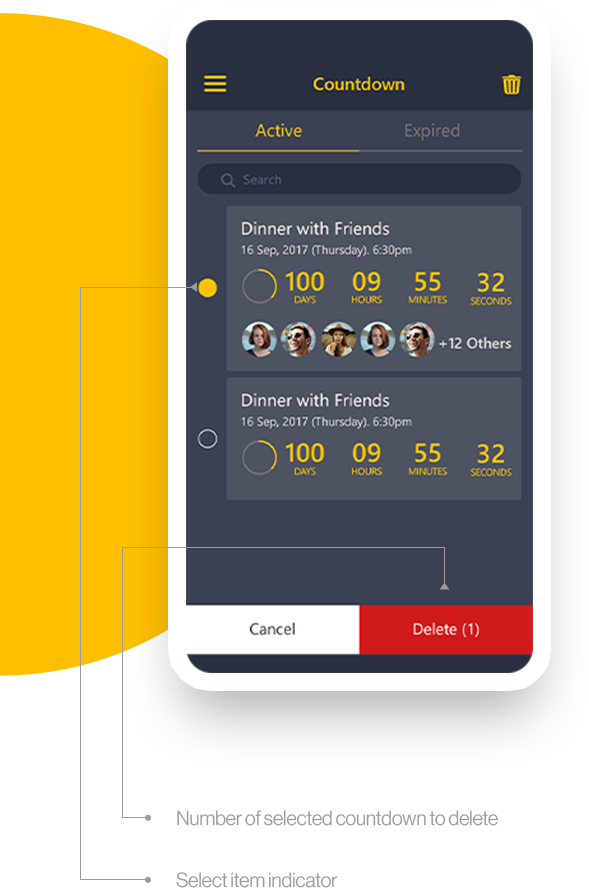 Countdown
Active Expired
Search
Dinner with Friends
16 Sep, 2017 (Thursday). 6:30pm
100 09 55 32
DAYS HOURS MINUTES SECONDS
+12 Others
Dinner with Friends
16 Sep, 2017 (Thursday). 6:30pm
100 09 55 32
DAYS HOURS MINUTES SECONDS
Cancel Delete (1)
Number of selected countdown to delete
Select item indicator